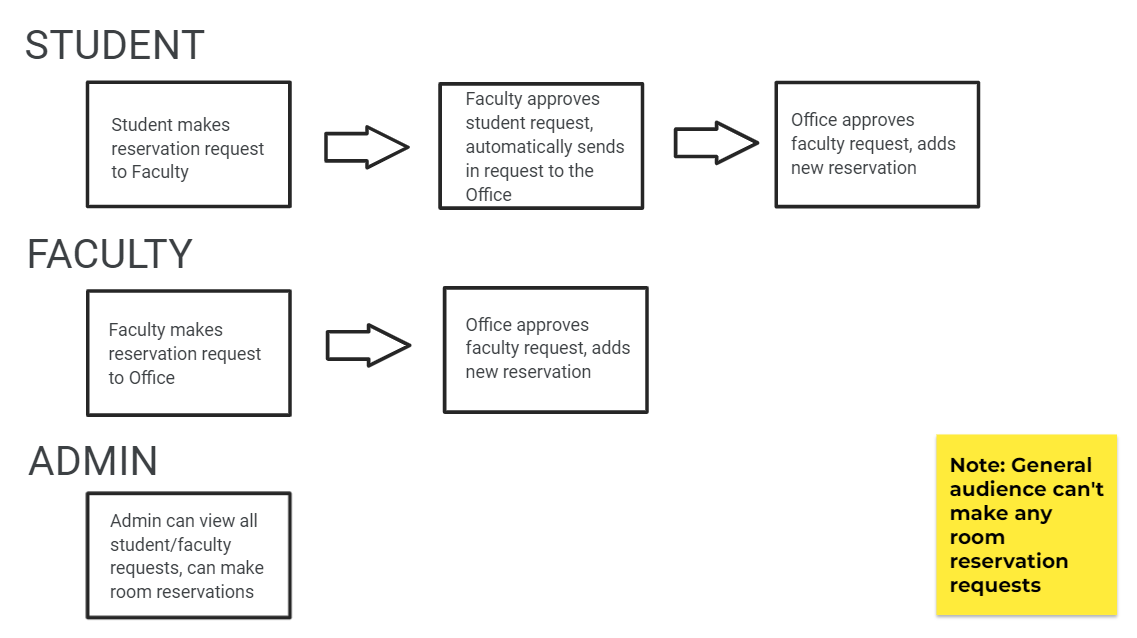 STUDENT
Student makes
reservation request
to Faculty
Faculty approves
student request,
automatically sends
in request to the
Office
Office approves
faculty request, adds
new reservation
FACULTY
Faculty makes
reservation request
to Office
Office approves
faculty request, adds
new reservation
ADMIN
Admin can view all
student/faculty
requests, can make
room reservations
Note: General
audience can't
make any
room
reservation
requests